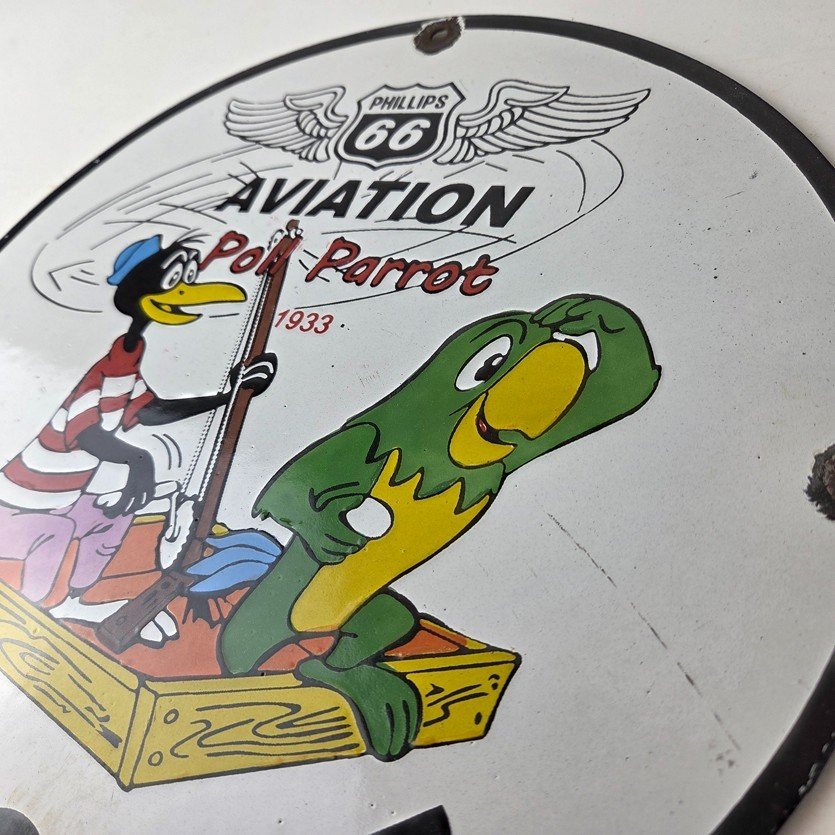 PHILLIPS
66
AVIATION
Poll Parrot
1933